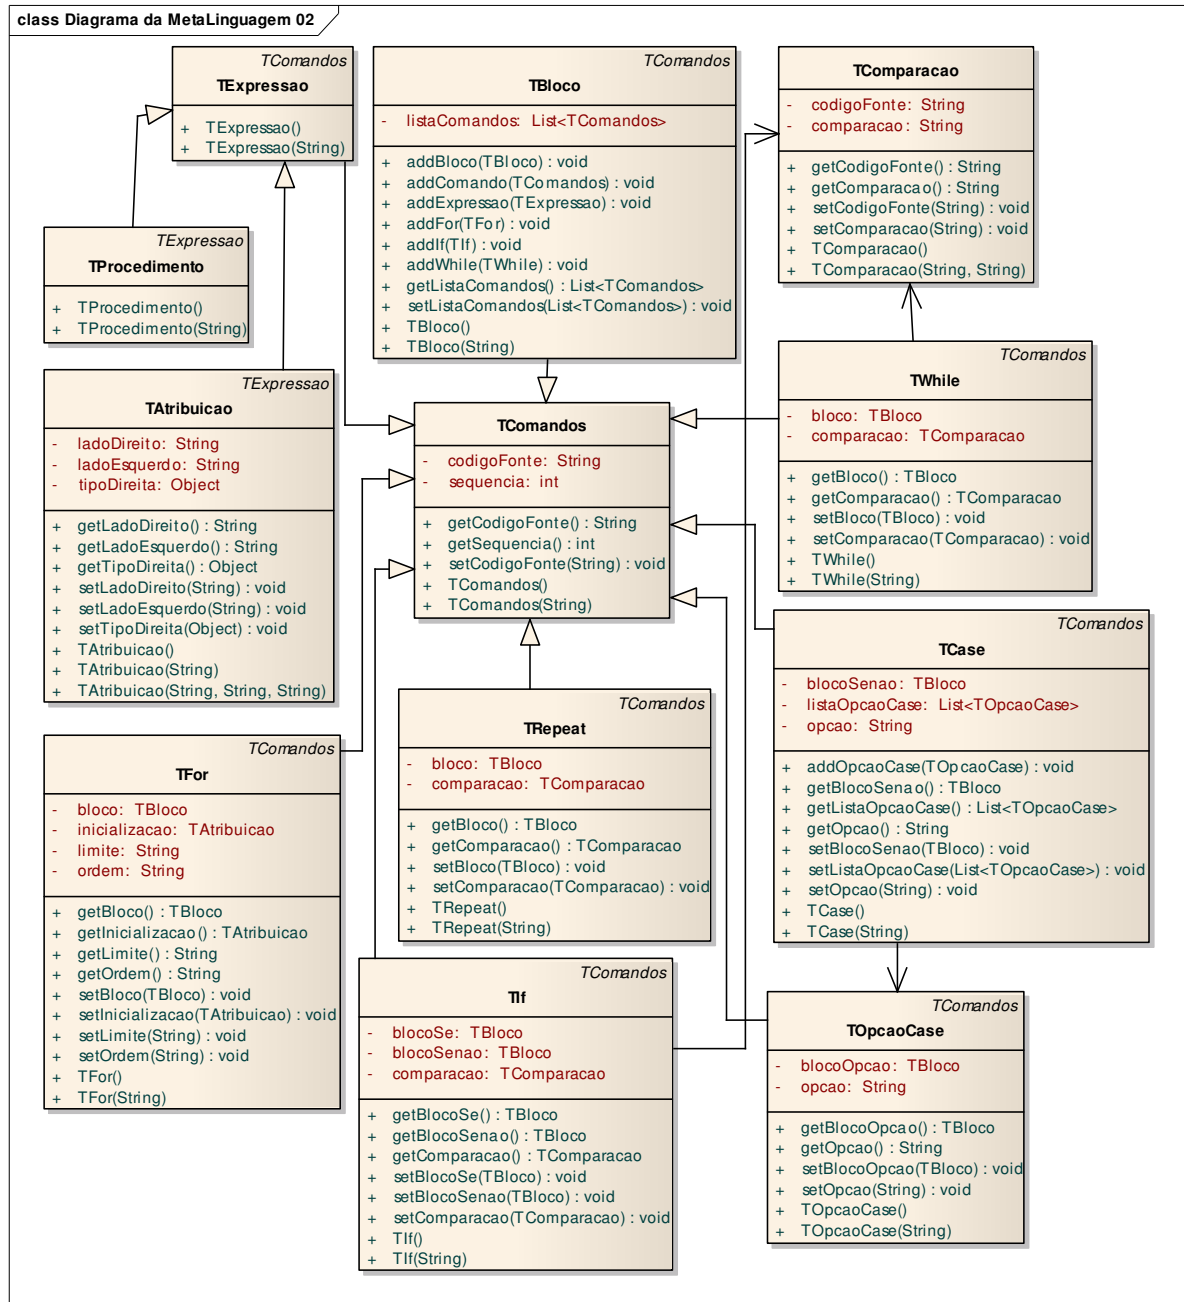 class Diagrama da MetaLinguagem 02
TComandos
TExpressao
+ TExpressao()
+ TExpressao(String)
TComandos
TBloco
- listaComandos: List<TComandos>
+ addBloco(TBloco) : void
+ addComando(TComandos) : void
+ addExpressao(TExpressao) : void
+ addFor(TFor) : void
+ addIf(TIf) : void
+ addWhile(TWhile) : void
+ getListaComandos() : List<TComandos>
+ setListaComandos(List<TComandos>) : void
+ TBloco()
+ TBloco(String)
TComparacao
- codigoFonte: String
- comparacao: String
+ getCodigoFonte() : String
+ getComparacao() : String
+ setCodigoFonte(String) : void
+ setComparacao(String) : void
+ TComparacao()
+ TComparacao(String, String)
TExpressao
TProcedimento
+ TProcedimento()
+ TProcedimento(String)
TExpressao
TAtribuicao
- ladoDireito: String
- ladoEsquerdo: String
- tipoDireita: Object
+ getLadoDireito() : String
+ getLadoEsquerdo() : String
+ getTipoDireita() : Object
+ setLadoDireito(String) : void
+ setLadoEsquerdo(String) : void
+ setTipoDireita(Object) : void
+ TAtribuicao()
+ TAtribuicao(String)
+ TAtribuicao(String, String, String)
TComandos
- codigoFonte: String
- sequencia: int
+ getCodigoFonte() : String
+ getSequencia() : int
+ setCodigoFonte(String) : void
+ TComandos()
+ TComandos(String)
TComandos
TWhile
- bloco: TBloco
- comparacao: TComparacao
+ getBloco() : TBloco
+ getComparacao() : TComparacao
+ setBloco(TBloco) : void
+ setComparacao(TComparacao) : void
+ TWhile()
+ TWhile(String)
TComandos
TCase
- blocoSenao: TBloco
- listaOpcaoCase: List<TOpcaoCase>
- opcao: String
+ addOpcaoCase(TOpcaoCase) : void
+ getBlocoSenao() : TBloco
+ getListaOpcaoCase() : List<TOpcaoCase>
+ getOpcao() : String
+ setBlocoSenao(TBloco) : void
+ setListaOpcaoCase(List<TOpcaoCase>) : void
+ setOpcao(String) : void
+ TCase()
+ TCase(String)
TComandos
TRepeat
- bloco: TBloco
- comparacao: TComparacao
+ getBloco() : TBloco
+ getComparacao() : TComparacao
+ setBloco(TBloco) : void
+ setComparacao(TComparacao) : void
+ TRepeat()
+ TRepeat(String)
TComandos
TFor
- bloco: TBloco
- inicializacao: TAtribuicao
- limite: String
- ordem: String
+ getBloco() : TBloco
+ getInicializacao() : TAtribuicao
+ getLimite() : String
+ getOrdem() : String
+ setBloco(TBloco) : void
+ setInicializacao(TAtribuicao) : void
+ setLimite(String) : void
+ setOrdem(String) : void
+ TFor()
+ TFor(String)
TComandos
TIf
- blocoSe: TBloco
- blocoSenao: TBloco
- comparacao: TComparacao
+ getBlocoSe() : TBloco
+ getBlocoSenao() : TBloco
+ getComparacao() : TComparacao
+ setBlocoSe(TBloco) : void
+ setBlocoSenao(TBloco) : void
+ setComparacao(TComparacao) : void
+ TIf()
+ TIf(String)
TComandos
TOpcaoCase
- blocoOpcao: TBloco
- opcao: String
+ getBlocoOpcao() : TBloco
+ getOpcao() : String
+ setBlocoOpcao(TBloco) : void
+ setOpcao(String) : void
+ TOpcaoCase()
+ TOpcaoCase(String)